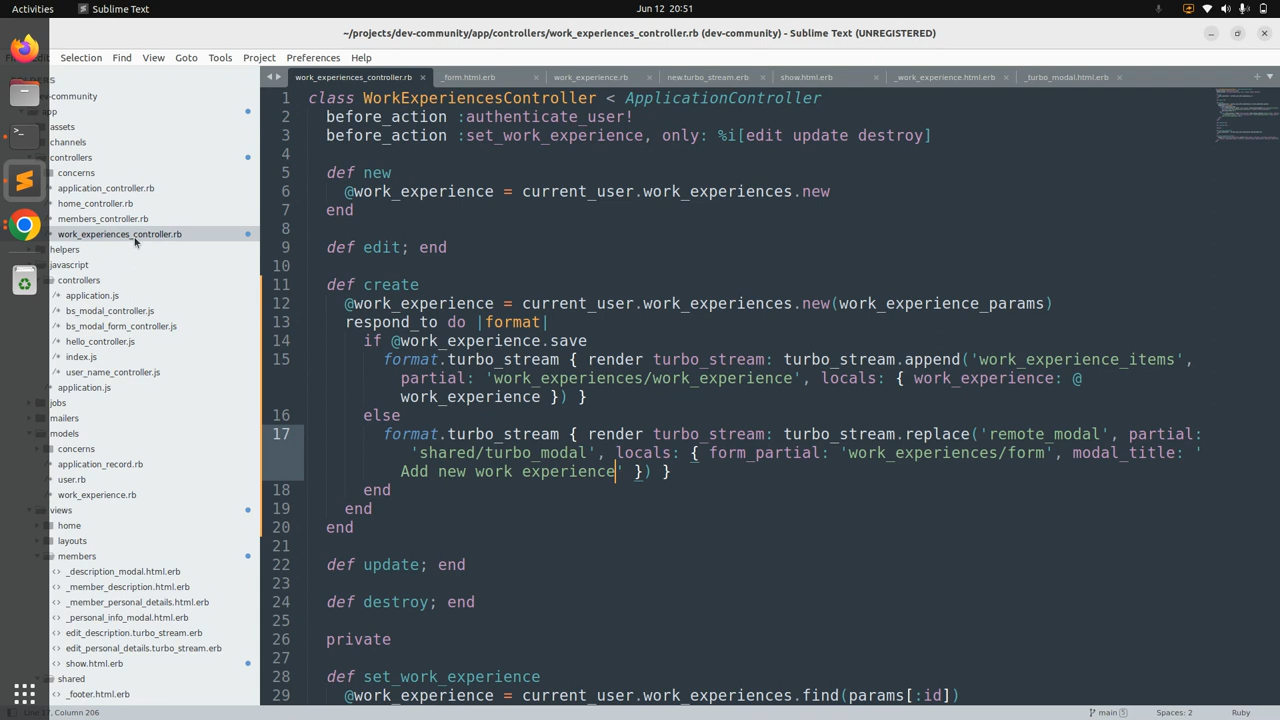 Activities Sublime Text Jun 12 20:51
~/projects/dev-community/app/controllers/work_experiences_controller.rb (dev-community) - Sublime Text (UNREGISTERED)
Selection Find View Goto Tools Project Preferences Help
work_experiences_controller.rb × _form.html.erb × work_experience.rb × new.turbo_stream.erb × show.html.erb × _work_experience.html.erb × _turbo_modal.html.erb ×
app
assets
channels
controllers
concerns
application_controller.rb
home_controller.rb
members_controller.rb
work_experiences_controller.rb
helpers
javascript
controllers
/* application.js
/* bs_modal_controller.js
/* bs_modal_form_controller.js
/* hello_controller.js
/* index.js
/* user_name_controller.js
application.js
jobs
mailers
models
concerns
application_record.rb
user.rb
work_experience.rb
views
home
layouts
members
<> _description_modal.html.erb
<> _member_description.html.erb
<> _member_personal_details.html.erb
<> _personal_info_modal.html.erb
<> edit_description.turbo_stream.erb
<> edit_personal_details.turbo_stream.erb
<> show.html.erb
shared
<> _footer.html.erb
1 class WorkExperiencesController < ApplicationController
2 before_action :authenticate_user!
3 before_action :set_work_experience, only: %i[edit update destroy]
4
5 def new
6 @work_experience = current_user.work_experiences.new
7 end
8
9 def edit; end
10
11 def create
12 @work_experience = current_user.work_experiences.new(work_experience_params)
13 respond_to do |format|
14 if @work_experience.save
15 format.turbo_stream { render turbo_stream: turbo_stream.append('work_experience_items',
partial: 'work_experiences/work_experience', locals: { work_experience: @
work_experience }) }
16 else
17 format.turbo_stream { render turbo_stream: turbo_stream.replace('remote_modal', partial:
'shared/turbo_modal', locals: { form_partial: 'work_experiences/form', modal_title: '
Add new work experience' }) }
18 end
19 end
20 end
21
22 def update; end
23
24 def destroy; end
25
26 private
27
28 def set_work_experience
29 @work_experience = current_user.work_experiences.find(params[:id])
Line 17, Column 206 main 5 Spaces: 2 Ruby